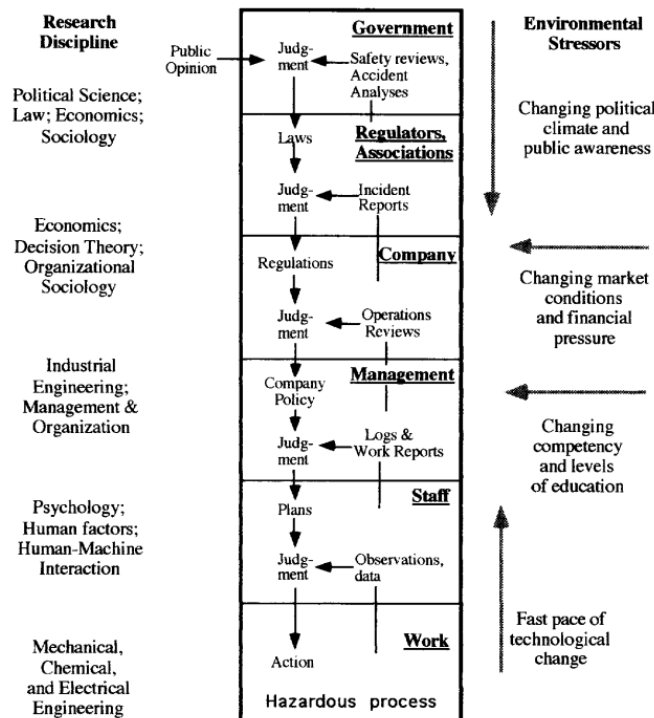 Research
Discipline
Public
Opinion
Political Science;
Law; Economics;
Sociology
Economics;
Decision Theory;
Organizational
Sociology
Industrial
Engineering;
Management &
Organization
Psychology;
Human factors;
Human-Machine
Interaction
Mechanical,
Chemical,
and Electrical
Engineering
Government
Judg-
ment
Safety reviews,
Accident
Analyses
Laws
Regulators,
Associations
Judg-
ment
Incident
Reports
Company
Regulations
Judg-
ment
Operations
Reviews
Management
Company
Policy
Judg-
ment
Logs &
Work Reports
Staff
Plans
Judg-
ment
Observations,
data
Work
Action
Hazardous process
Environmental
Stressors
Changing political
climate and
public awareness
Changing market
conditions
and financial
pressure
Changing
competency
and levels
of education
Fast pace of
technological
change